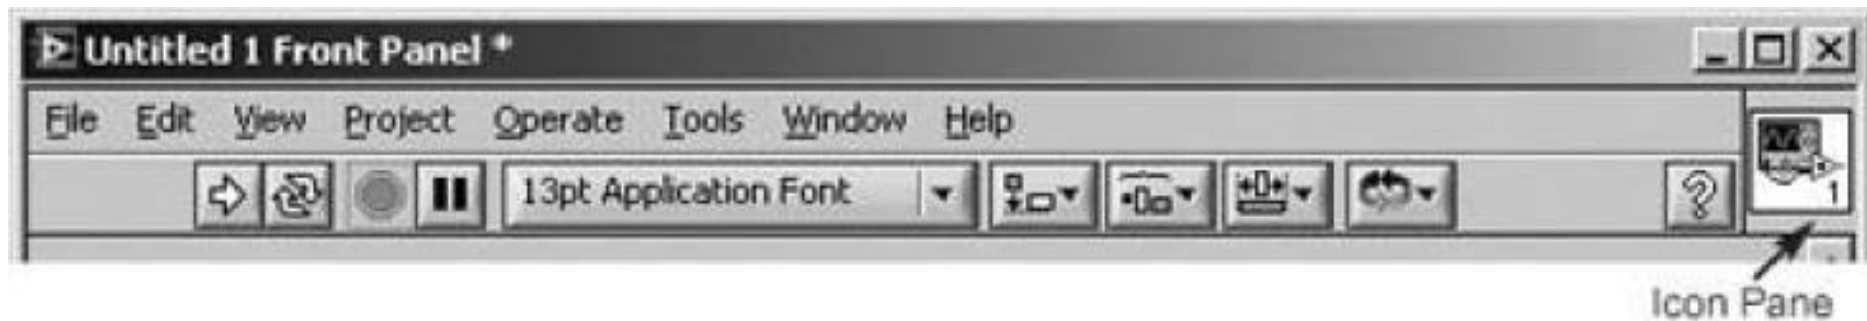 Untitled 1 Front Panel *
File Edit View Project Operate Tools Window Help
13pt Application Font ?
1
Icon Pane